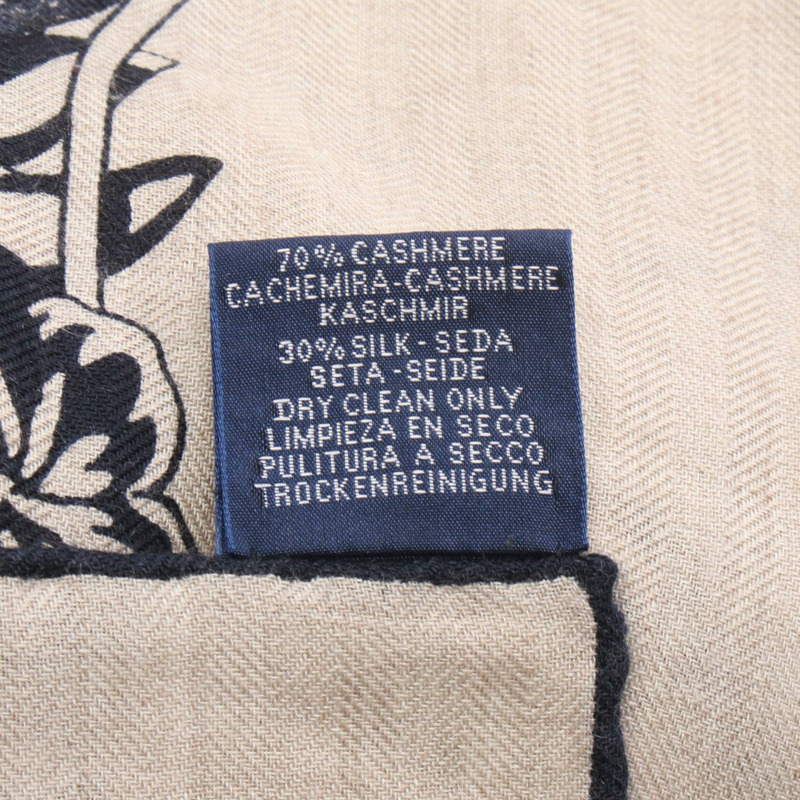 70% CASHMERE
CACHEMIRA-CASHMERE
KASCHMIR
30% SILK - SEDA
SETA - SEIDE
DRY CLEAN ONLY
LIMPIEZA EN SECO
PULITURA A SECCO
TROCKENREINIGUNG